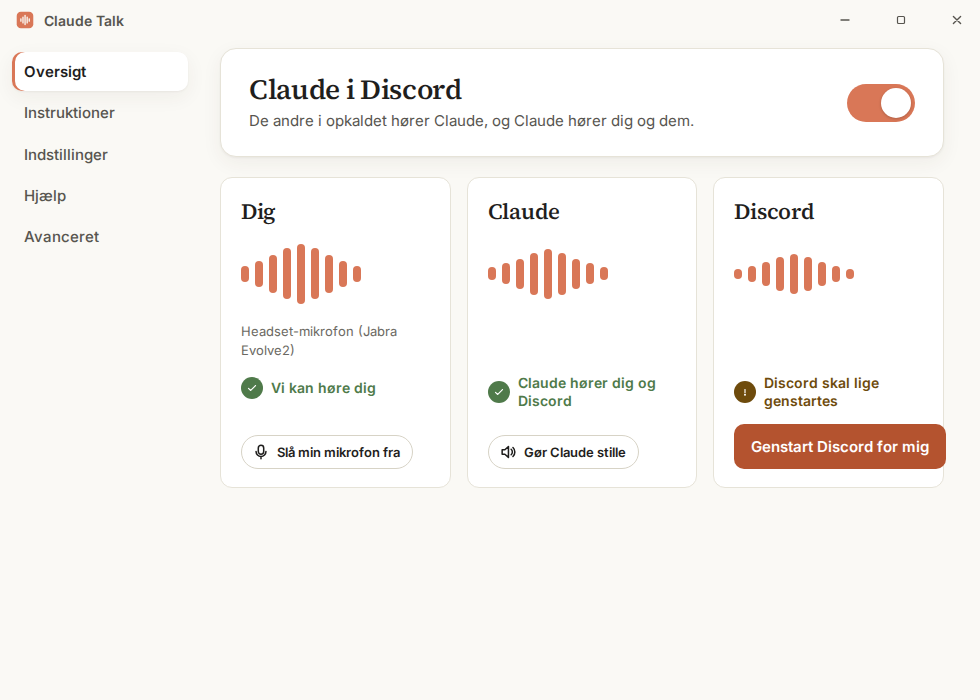 Claude Talk
Oversigt
Instruktioner
Indstillinger
Hjælp
Avanceret
Claude i Discord
De andre i opkaldet hører Claude, og Claude hører dig og dem.
Dig
Headset-mikrofon (Jabra
Evolve2)
Vi kan høre dig
Slå min mikrofon fra
Claude
Claude hører dig og
Discord
Gør Claude stille
Discord
Discord skal lige
genstartes
Genstart Discord for mig